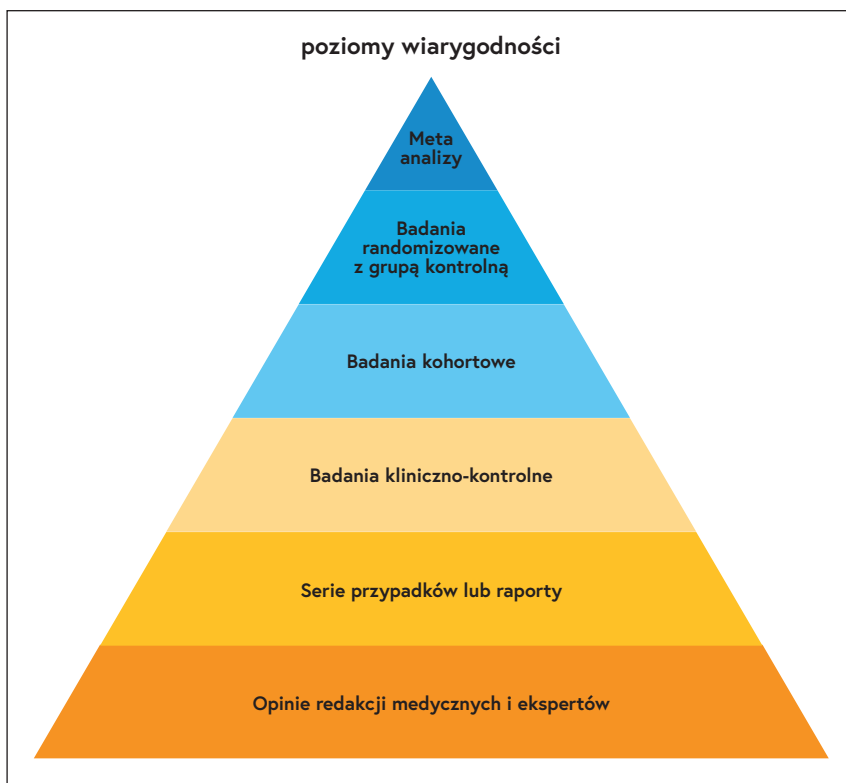 poziomy wiarygodności
Meta
analizy
Badania
randomizowane
z grupą kontrolną
Badania kohortowe
Badania kliniczno-kontrolne
Serie przypadków lub raporty
Opinie redakcji medycznych i ekspertów